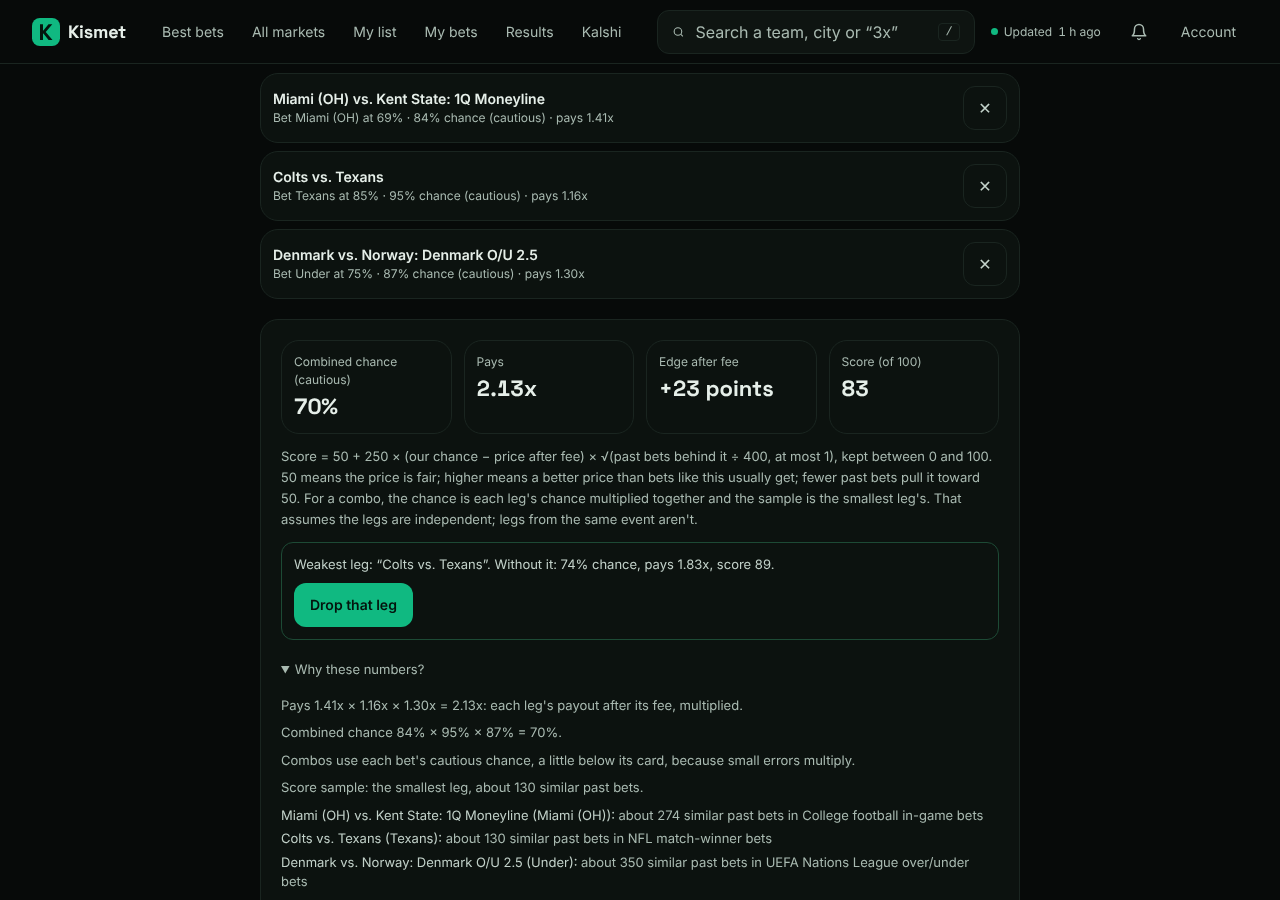 K Kismet Best bets All markets My list My bets Results Kalshi Search a team, city or “3x” / Updated 1 h ago Account
Miami (OH) vs. Kent State: 1Q Moneyline
Bet Miami (OH) at 69% · 84% chance (cautious) · pays 1.41x
✕
Colts vs. Texans
Bet Texans at 85% · 95% chance (cautious) · pays 1.16x
✕
Denmark vs. Norway: Denmark O/U 2.5
Bet Under at 75% · 87% chance (cautious) · pays 1.30x
✕
Combined chance
(cautious)
70%
Pays
2.13x
Edge after fee
+23 points
Score (of 100)
83
Score = 50 + 250 × (our chance − price after fee) × √(past bets behind it ÷ 400, at most 1), kept between 0 and 100.
50 means the price is fair; higher means a better price than bets like this usually get; fewer past bets pull it toward
50. For a combo, the chance is each leg's chance multiplied together and the sample is the smallest leg's. That
assumes the legs are independent; legs from the same event aren't.
Weakest leg: “Colts vs. Texans”. Without it: 74% chance, pays 1.83x, score 89.
Drop that leg
▼ Why these numbers?
Pays 1.41x × 1.16x × 1.30x = 2.13x: each leg's payout after its fee, multiplied.
Combined chance 84% × 95% × 87% = 70%.
Combos use each bet's cautious chance, a little below its card, because small errors multiply.
Score sample: the smallest leg, about 130 similar past bets.
Miami (OH) vs. Kent State: 1Q Moneyline (Miami (OH)): about 274 similar past bets in College football in-game bets
Colts vs. Texans (Texans): about 130 similar past bets in NFL match-winner bets
Denmark vs. Norway: Denmark O/U 2.5 (Under): about 350 similar past bets in UEFA Nations League over/under
bets